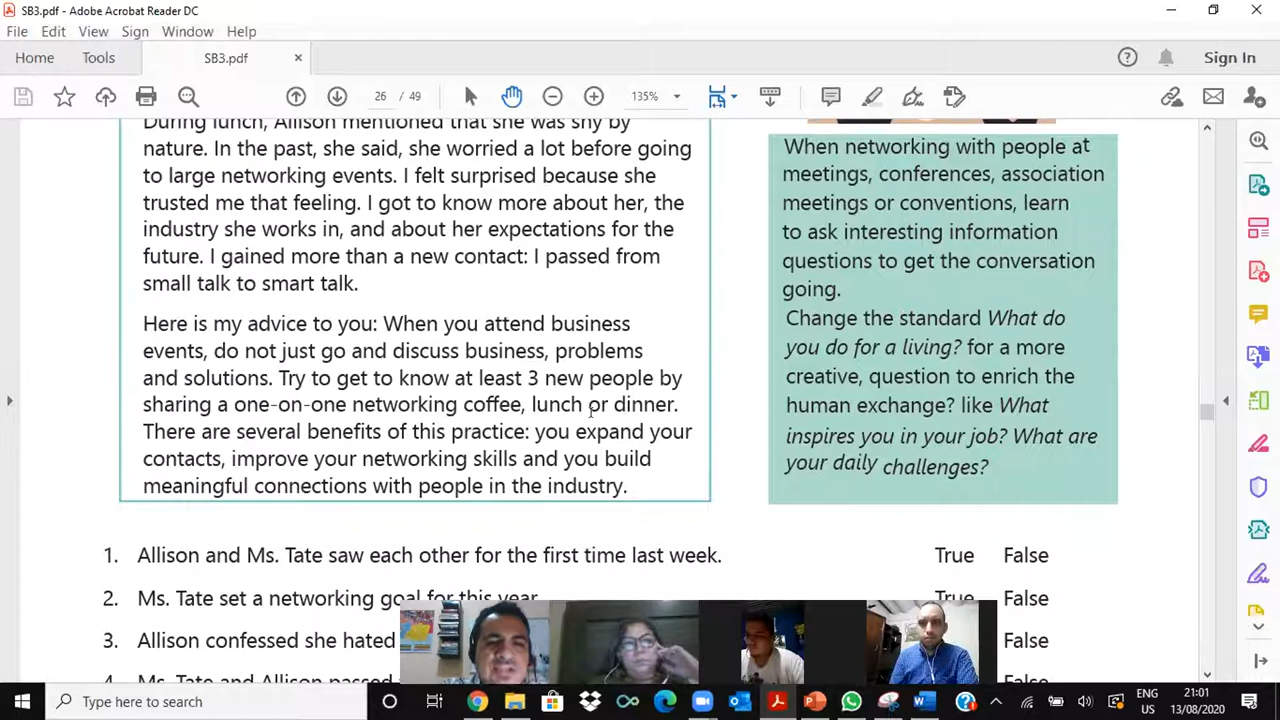 SB3.pdf - Adobe Acrobat Reader DC
File Edit View Sign Window Help
Home Tools SB3.pdf × Sign In
26 / 49 135%
During lunch, Allison mentioned that she was shy by
nature. In the past, she said, she worried a lot before going
to large networking events. I felt surprised because she
trusted me that feeling. I got to know more about her, the
industry she works in, and about her expectations for the
future. I gained more than a new contact: I passed from
small talk to smart talk.
Here is my advice to you: When you attend business
events, do not just go and discuss business, problems
and solutions. Try to get to know at least 3 new people by
sharing a one-on-one networking coffee, lunch or dinner.
There are several benefits of this practice: you expand your
contacts, improve your networking skills and you build
meaningful connections with people in the industry.
When networking with people at
meetings, conferences, association
meetings or conventions, learn
to ask interesting information
questions to get the conversation
going.
Change the standard What do
you do for a living? for a more
creative, question to enrich the
human exchange? like What
inspires you in your job? What are
your daily challenges?
1. Allison and Ms. Tate saw each other for the first time last week. True False
2. Ms. Tate set a networking goal for this year. True False
3. Allison confessed she hated False
4. Ms. Tate and Allison passed False
Type here to search
ENG 21:01
US 13/08/2020